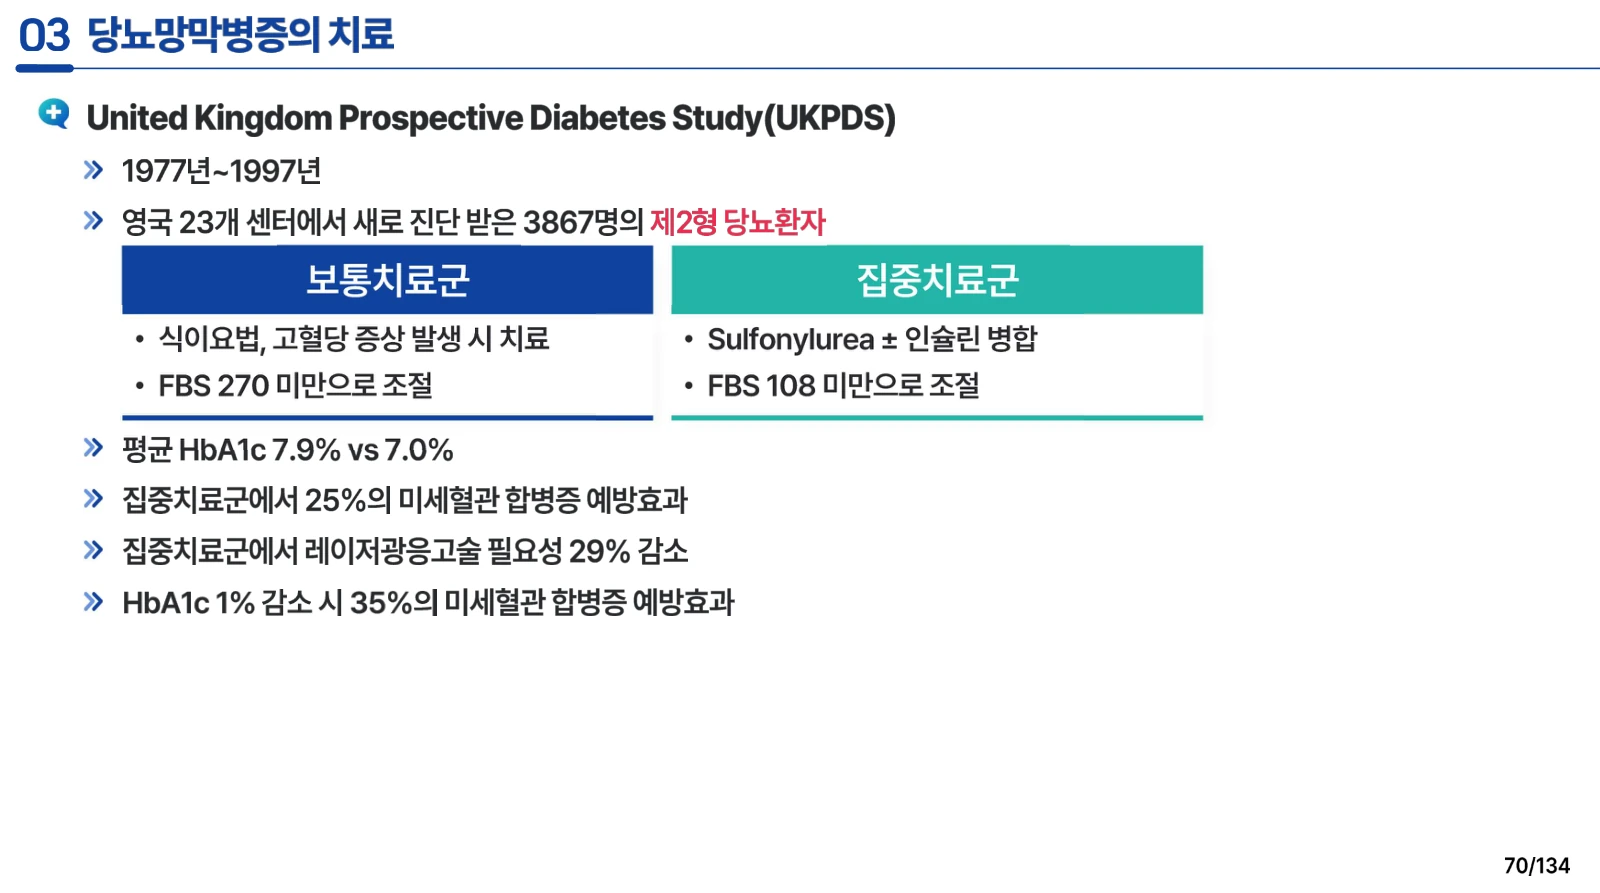 03 당뇨망막병증의 치료
United Kingdom Prospective Diabetes Study(UKPDS)
1977년~1997년
영국 23개 센터에서 새로 진단 받은 3867명의 제2형 당뇨환자
보통치료군
• 식이요법, 고혈당 증상 발생 시 치료
• FBS 270 미만으로 조절
집중치료군
• Sulfonylurea ± 인슐린 병합
• FBS 108 미만으로 조절
평균 HbA1c 7.9% vs 7.0%
집중치료군에서 25%의 미세혈관 합병증 예방효과
집중치료군에서 레이저광응고술 필요성 29% 감소
HbA1c 1% 감소 시 35%의 미세혈관 합병증 예방효과
70/134